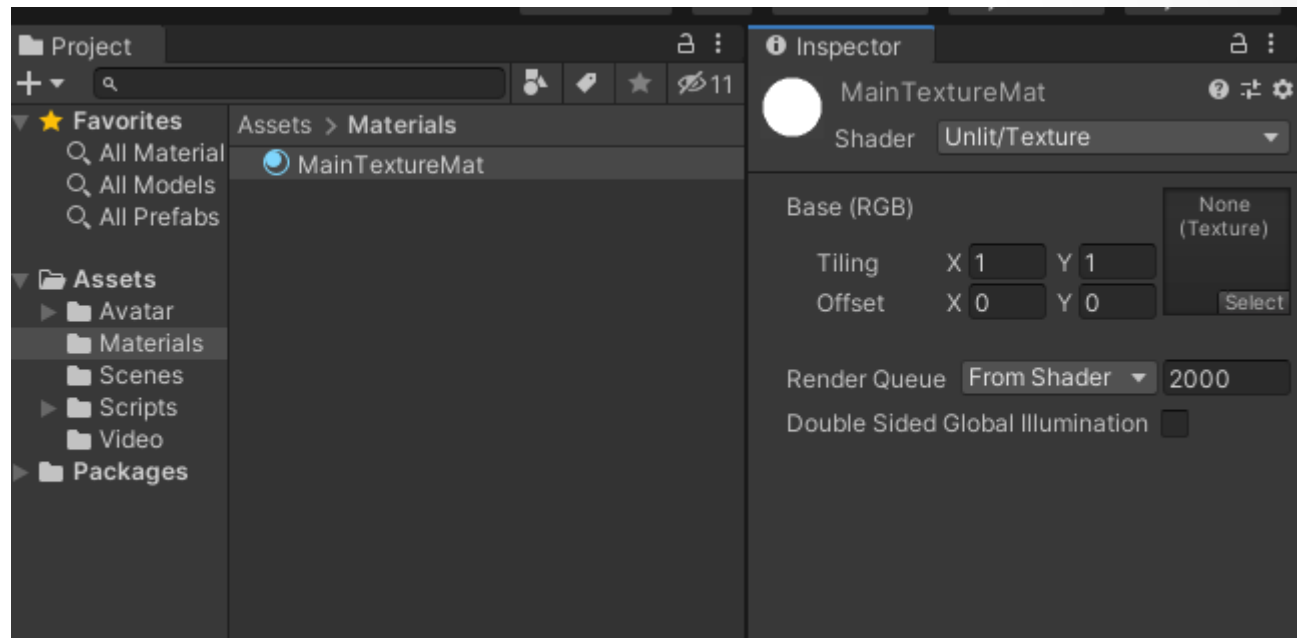 Project
11
Favorites
All Material
All Models
All Prefabs
Assets
Avatar
Materials
Scenes
Scripts
Video
Packages
Assets > Materials
MainTextureMat
Inspector
MainTextureMat
Shader Unlit/Texture
Base (RGB)
None
(Texture)
Tiling X 1 Y 1
Offset X 0 Y 0
Select
Render Queue From Shader 2000
Double Sided Global Illumination